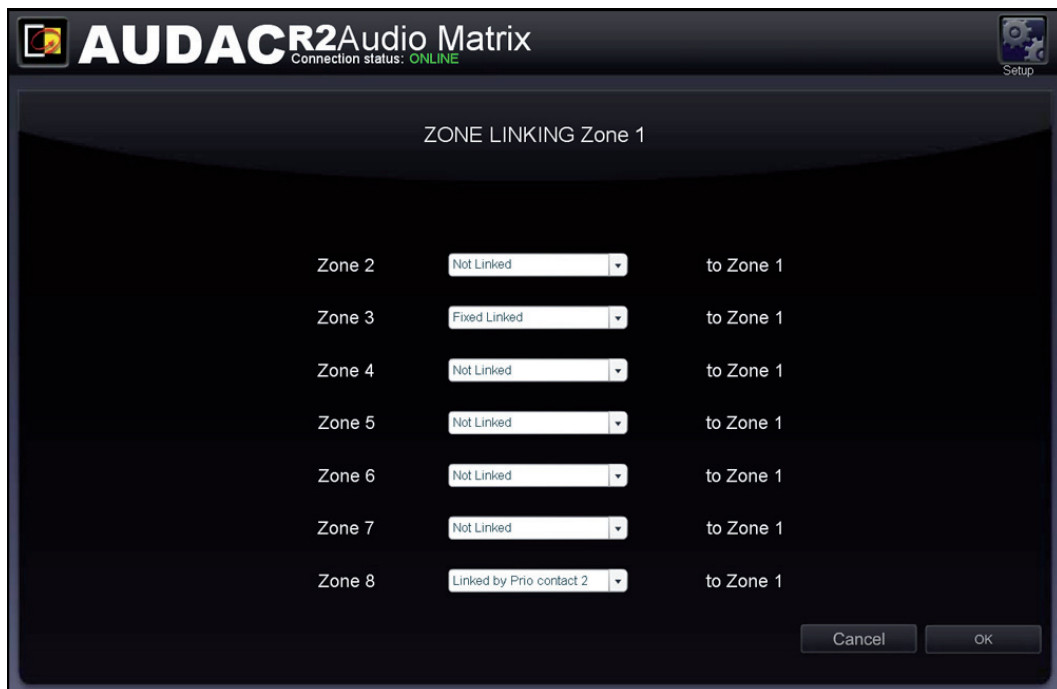 AUDAC R2 Audio Matrix
Connection status: ONLINE
Setup
ZONE LINKING Zone 1
Zone 2 Not Linked to Zone 1
Zone 3 Fixed Linked to Zone 1
Zone 4 Not Linked to Zone 1
Zone 5 Not Linked to Zone 1
Zone 6 Not Linked to Zone 1
Zone 7 Not Linked to Zone 1
Zone 8 Linked by Prio contact 2 to Zone 1
Cancel OK